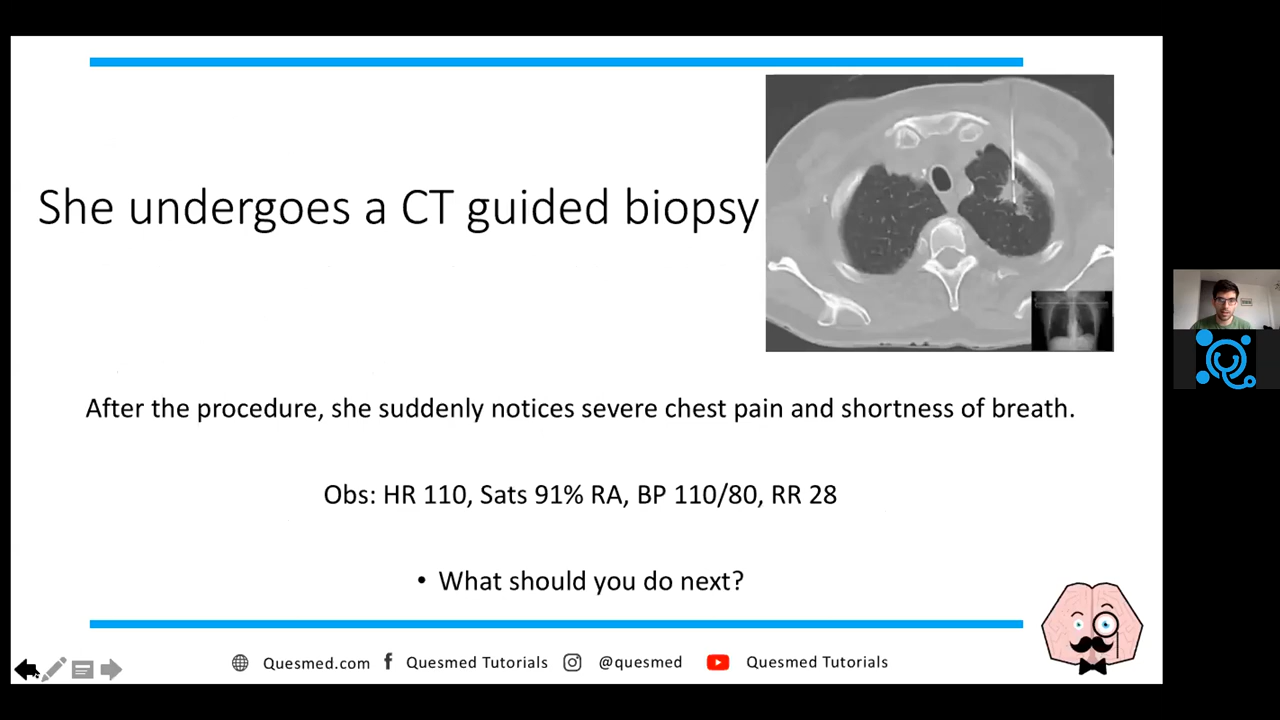 She undergoes a CT guided biopsy
After the procedure, she suddenly notices severe chest pain and shortness of breath.
Obs: HR 110, Sats 91% RA, BP 110/80, RR 28
• What should you do next?
Quesmed.com Quesmed Tutorials @quesmed Quesmed Tutorials